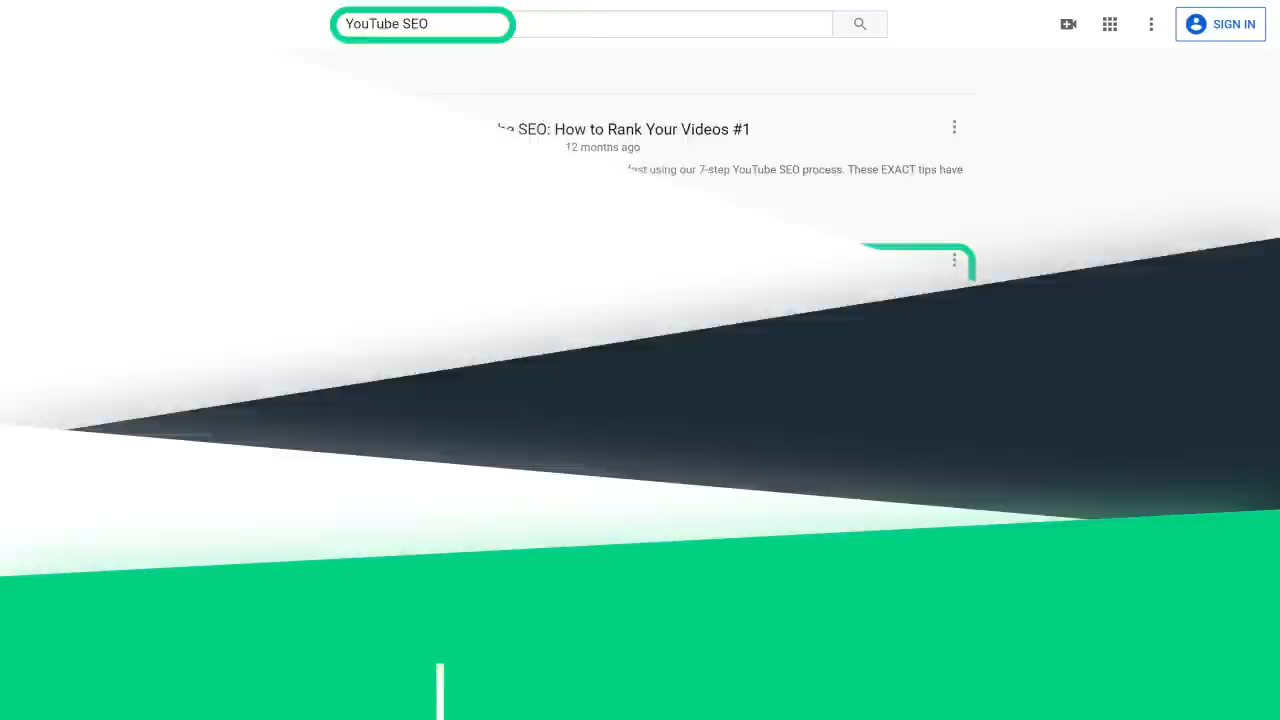 YouTube SEO
SIGN IN
SEO: How to Rank Your Videos #1
12 months ago
using our 7-step YouTube SEO process. These EXACT tips have